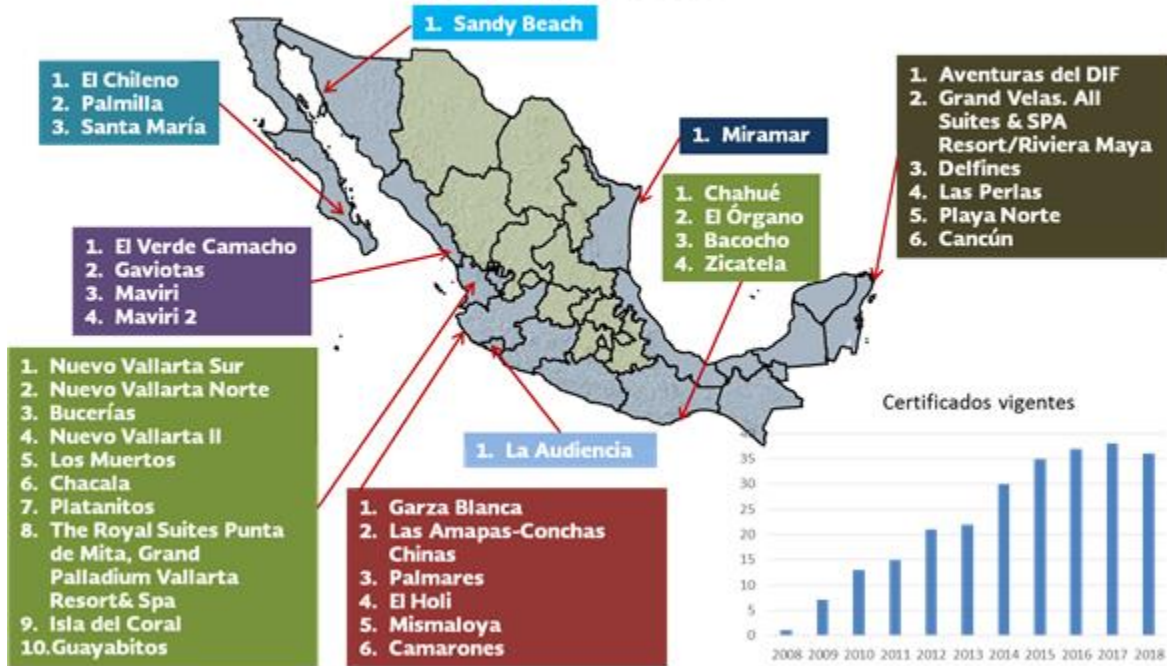 1. Sandy Beach
1. El Chileno
2. Palmilla
3. Santa María
1. Aventuras del DIF
2. Grand Velas. All
Suites & SPA
Resort/Riviera Maya
3. Delfines
4. Las Perlas
5. Playa Norte
6. Cancún
1. Miramar
1. Chahué
2. El Órgano
3. Bacocho
4. Zicatela
1. El Verde Camacho
2. Gaviotas
3. Maviri
4. Maviri 2
1. Nuevo Vallarta Sur
2. Nuevo Vallarta Norte
3. Bucerías
4. Nuevo Vallarta II
5. Los Muertos
6. Chacala
7. Platanitos
8. The Royal Suites Punta
de Mita, Grand
Palladium Vallarta
Resort& Spa
9. Isla del Coral
10.Guayabitos
1. La Audiencia
1. Garza Blanca
2. Las Amapas-Conchas
Chinas
3. Palmares
4. El Holi
5. Mismaloya
6. Camarones
Certificados vigentes
35
30
25
20
15
10
5
0
2008 2009 2010 2011 2012 2013 2014 2015 2016 2017 2018